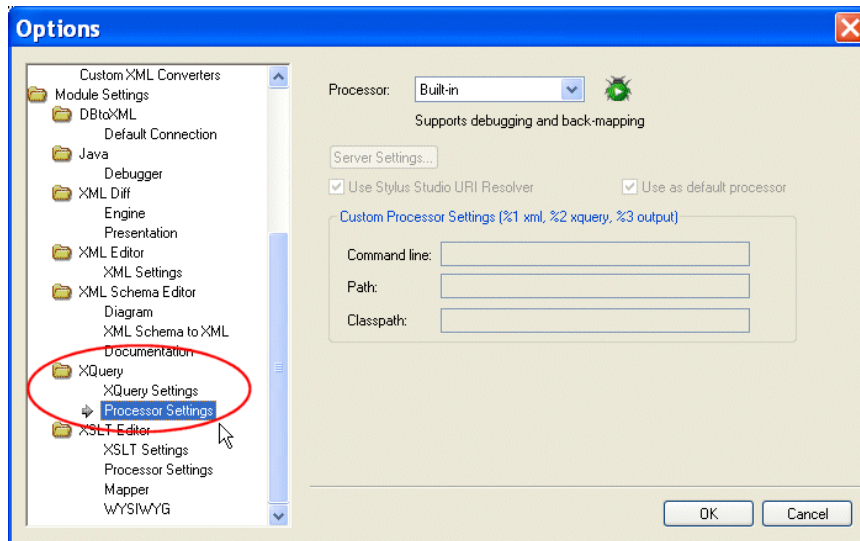 Options
Custom XML Converters
Module Settings
DBtoXML
Default Connection
Java
Debugger
XML Diff
Engine
Presentation
XML Editor
XML Settings
XML Schema Editor
Diagram
XML Schema to XML
Documentation
XQuery
XQuery Settings
Processor Settings
XSLT Editor
XSLT Settings
Processor Settings
Mapper
WYSIWYG
Processor: Built-in
Supports debugging and back-mapping
Server Settings...
Use Stylus Studio URI Resolver Use as default processor
Custom Processor Settings (%1 xml, %2 xquery, %3 output)
Command line:
Path:
Classpath:
OK Cancel